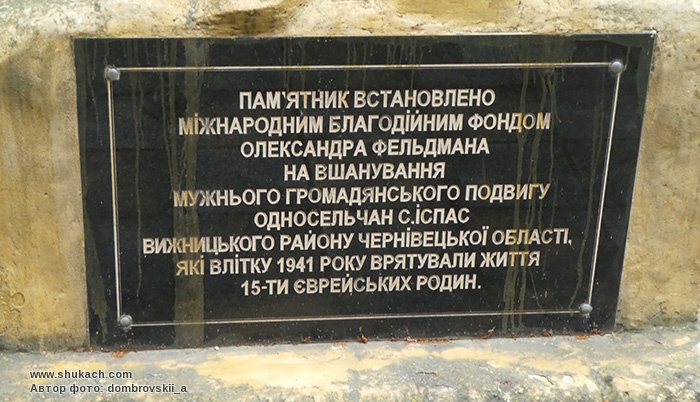 ПАМ`ЯТНИК ВСТАНОВЛЕНО
МІЖНАРОДНИМ БЛАГОДІЙНИМ ФОНДОМ
ОЛЕКСАНДРА ФЕЛЬДМАНА
НА ВШАНУВАННЯ
МУЖНЬОГО ГРОМАДЯНСЬКОГО ПОДВИГУ
ОДНОСЕЛЬЧАН С.ІСПАС
ВИЖНИЦЬКОГО РАЙОНУ ЧЕРНІВЕЦЬКОЇ ОБЛАСТІ,
ЯКІ ВЛІТКУ 1941 РОКУ ВРЯТУВАЛИ ЖИТТЯ
15-ТИ ЄВРЕЙСЬКИХ РОДИН.
www.shukach.com
Автор фото: dombrovskii_a